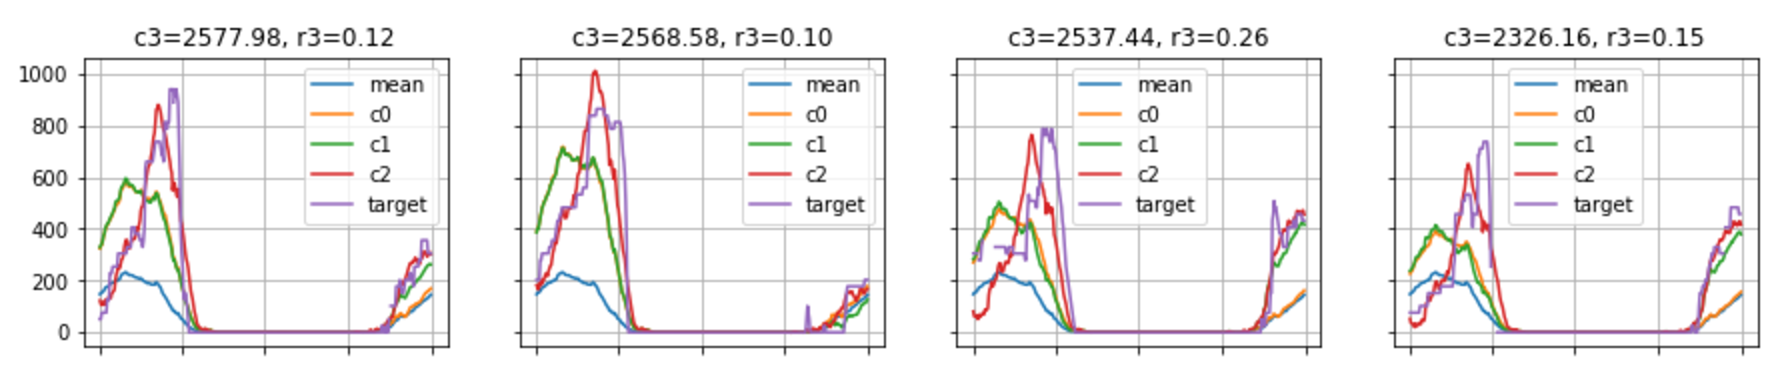 c3=2577.98, r3=0.12
1000
800
600
400
200
0
mean
c0
c1
c2
target
c3=2568.58, r3=0.10
mean
c0
c1
c2
target
c3=2537.44, r3=0.26
mean
c0
c1
c2
target
c3=2326.16, r3=0.15
mean
c0
c1
c2
target